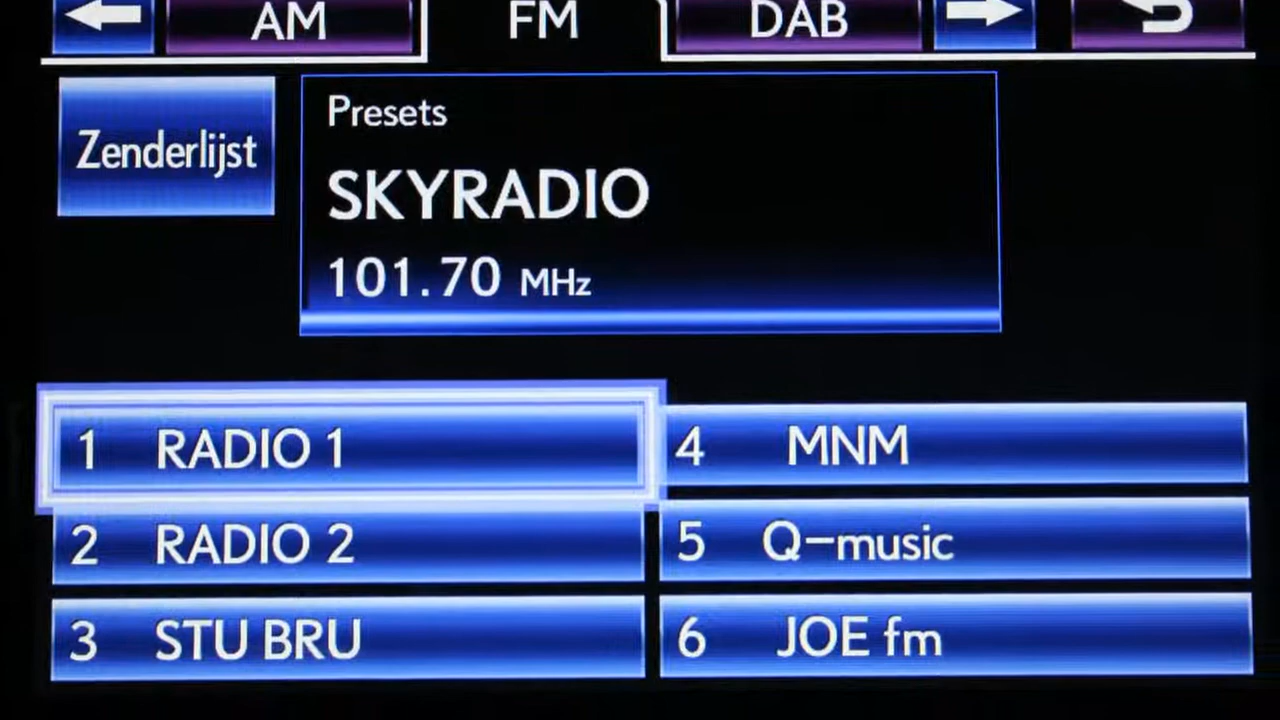 AM FM DAB
Zenderlijst
Presets
SKYRADIO
101.70 MHz
1 RADIO 1
4 MNM
2 RADIO 2
5 Q-music
3 STU BRU
6 JOE fm